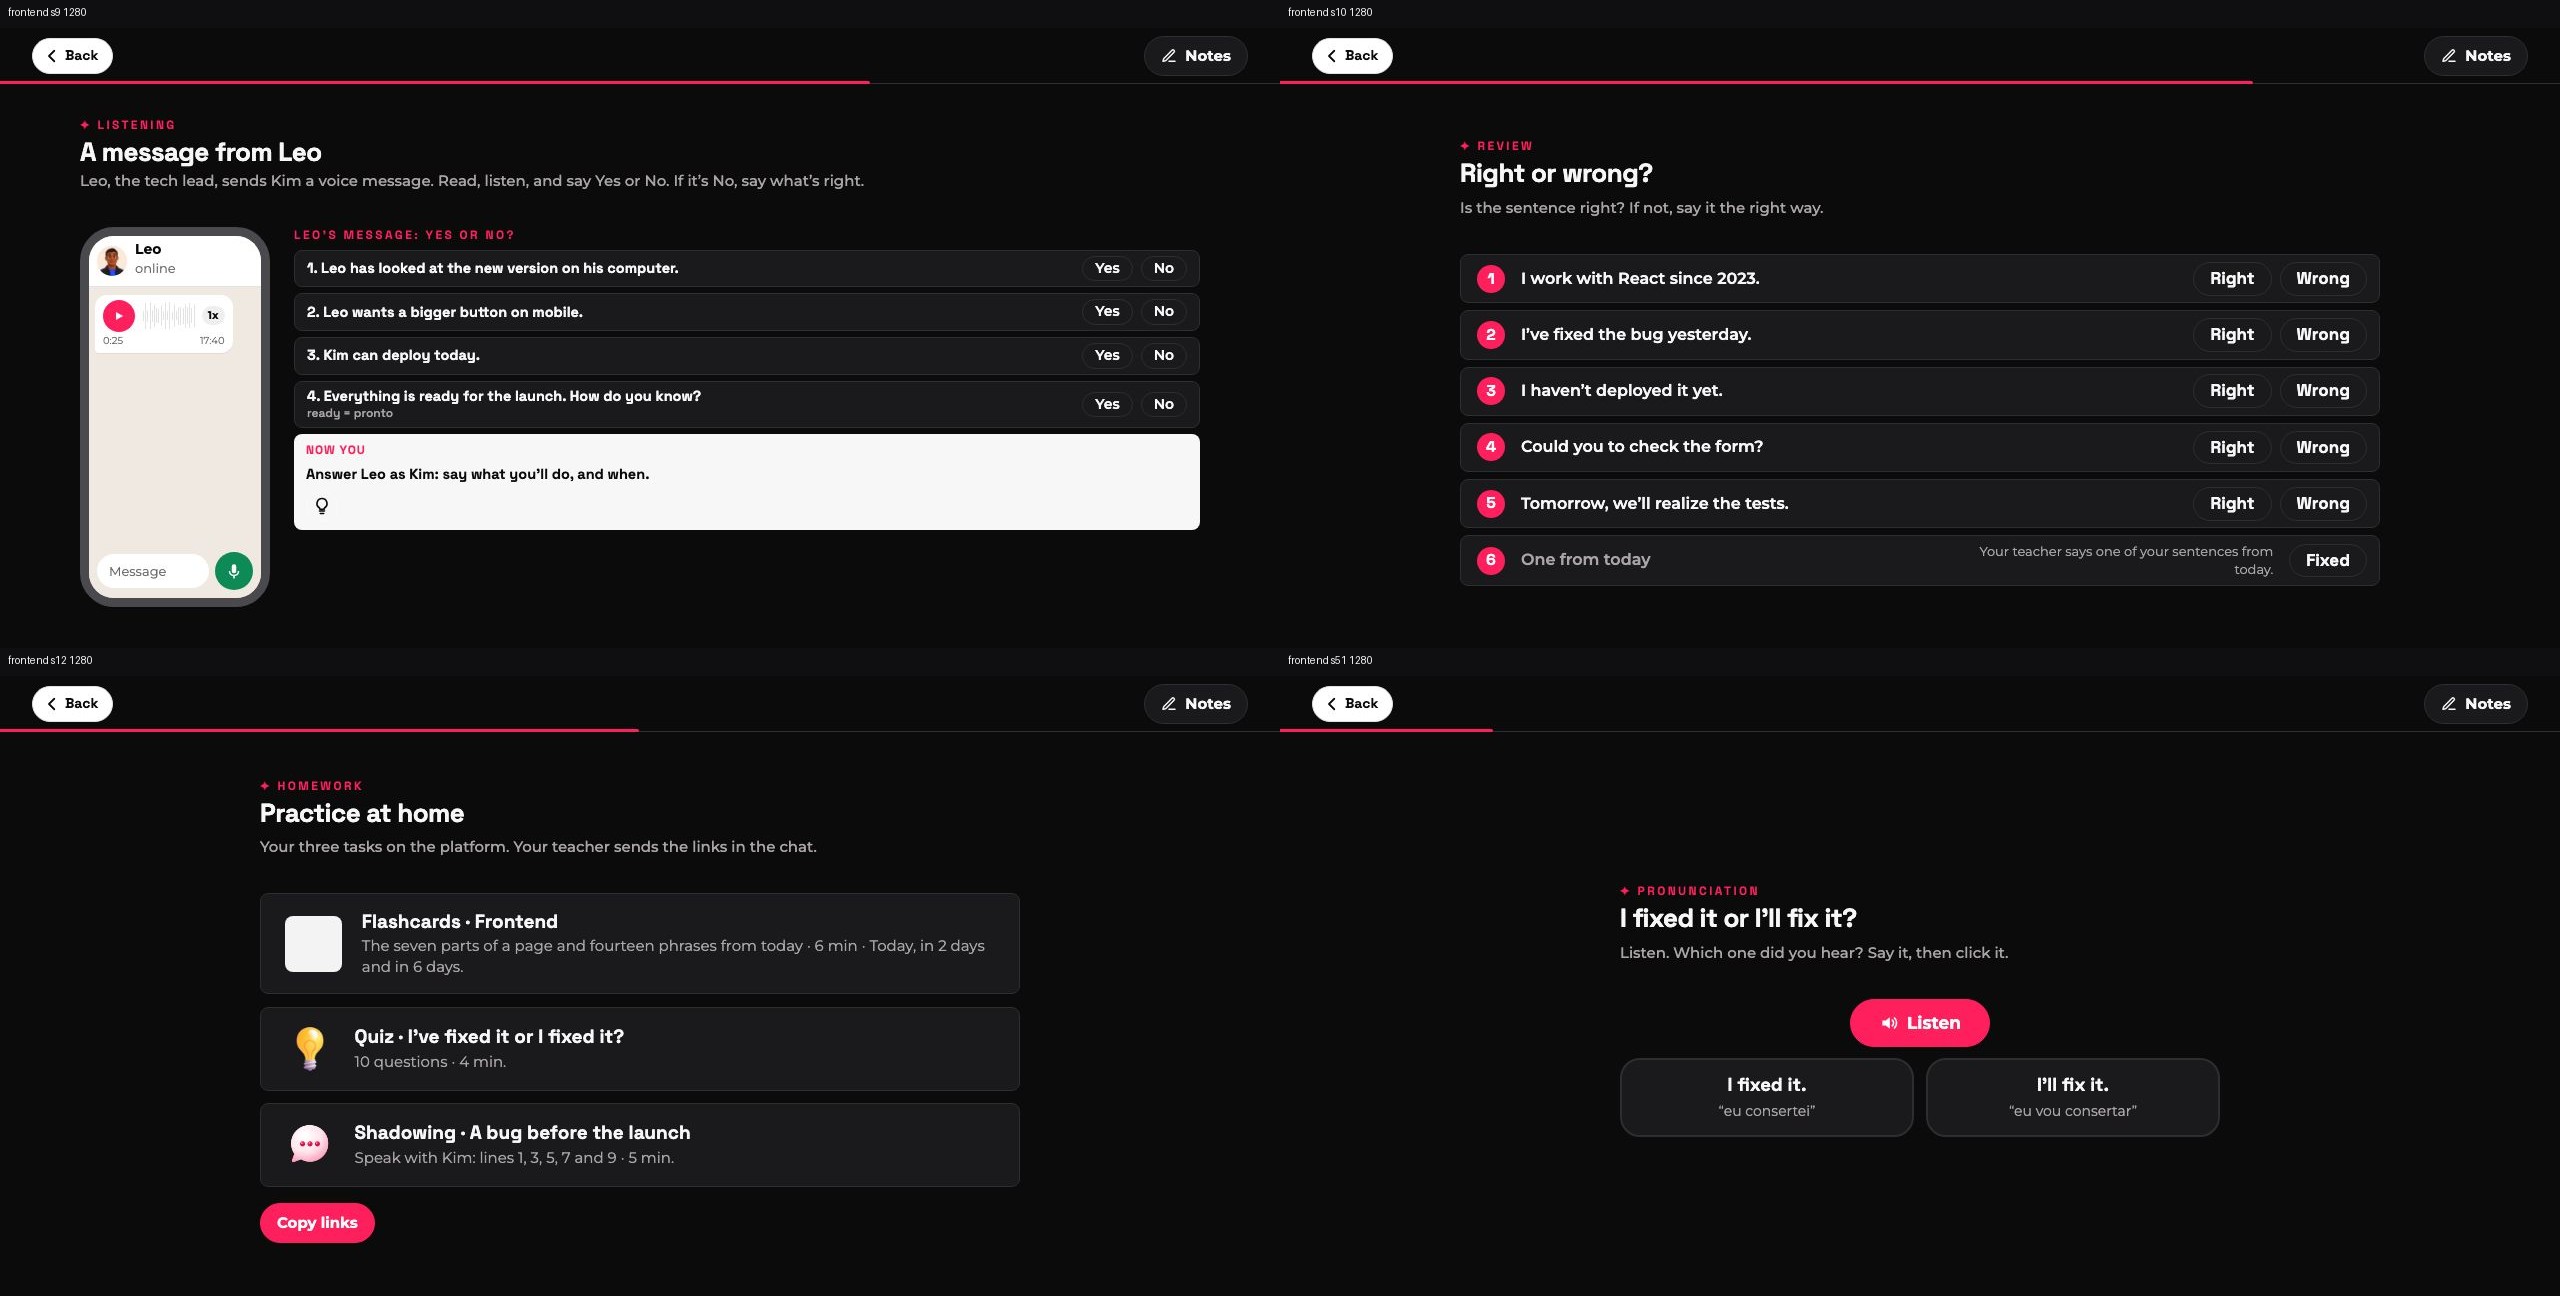 frontend s9 1280
Back
Notes
LISTENING
A message from Leo
Leo, the tech lead, sends Kim a voice message. Read, listen, and say Yes or No. If it's No, say what's right.
Leo
online
1x
0:25
17:40
Message
LEO'S MESSAGE: YES OR NO?
1. Leo has looked at the new version on his computer.
Yes
No
2. Leo wants a bigger button on mobile.
Yes
No
3. Kim can deploy today.
Yes
No
4. Everything is ready for the launch. How do you know?
ready = pronto
Yes
No
NOW YOU
Answer Leo as Kim: say what you'll do, and when.
frontend s10 1280
Back
Notes
REVIEW
Right or wrong?
Is the sentence right? If not, say it the right way.
1
I work with React since 2023.
Right
Wrong
2
I've fixed the bug yesterday.
Right
Wrong
3
I haven't deployed it yet.
Right
Wrong
4
Could you to check the form?
Right
Wrong
5
Tomorrow, we'll realize the tests.
Right
Wrong
6
One from today
Your teacher says one of your sentences from
today.
Fixed
frontend s12 1280
Back
Notes
HOMEWORK
Practice at home
Your three tasks on the platform. Your teacher sends the links in the chat.
Flashcards · Frontend
The seven parts of a page and fourteen phrases from today · 6 min · Today, in 2 days
and in 6 days.
Quiz · I've fixed it or I fixed it?
10 questions · 4 min.
Shadowing · A bug before the launch
Speak with Kim: lines 1, 3, 5, 7 and 9 · 5 min.
Copy links
frontend s51 1280
Back
Notes
PRONUNCIATION
I fixed it or I'll fix it?
Listen. Which one did you hear? Say it, then click it.
Listen
I fixed it.
"eu consertei"
I'll fix it.
"eu vou consertar"